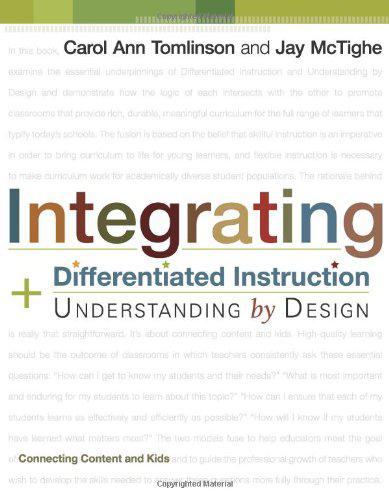 In this book, Carol Ann Tomlinson and Jay McTighe
examine the essential underpinnings of Differentiated Instruction and Understanding by
Design and demonstrate how the logic of each intersects with the other to promote
classrooms that provide rich, durable, meaningful curriculum for the full range of learners that
typify today's schools. The fusion is based on the belief that skillful instruction is an imperative
in order to bring curriculum to life for young learners, and flexible instruction is necessary
to make curriculum work for academically diverse student populations. The rationale behind
Integrating
Differentiated Instruction
+ UNDERSTANDING by DESIGN
is really that straightforward. It's about connecting content and kids. High-quality learning
should be the outcome of classrooms in which teachers consistently ask these essential
questions: "How can I get to know my students and their needs?" "What is most important
and enduring for my students to learn about this topic?" "How can I ensure that each of my
students learns as effectively and efficiently as possible?" "How will I know if my students
have learned what matters most?" The two models fuse to help educators meet the goal of
Connecting Content and Kids and to guide the professional growth of teachers who
wish to develop the skills needed to more fully through their practice.
Copyrighted Material